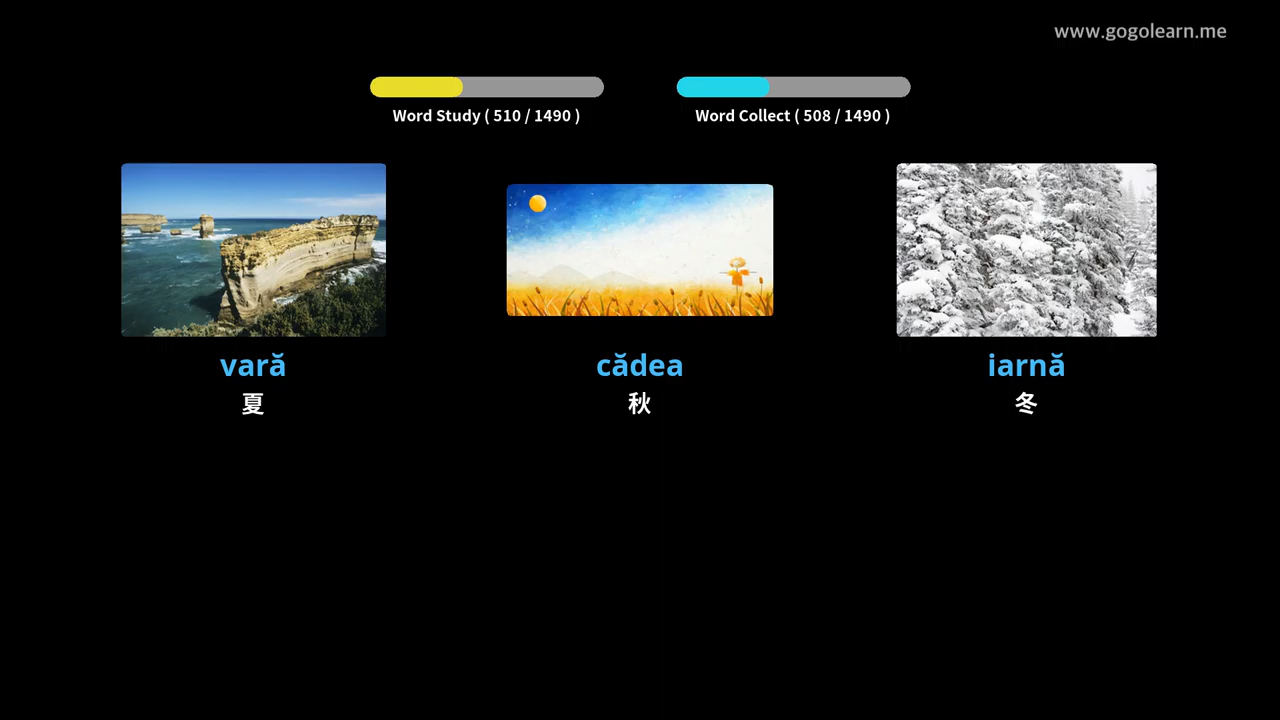 www.gogolearn.me
Word Study ( 510 / 1490 )
Word Collect ( 508 / 1490 )
vară
cădea
iarnă
夏
秋
冬